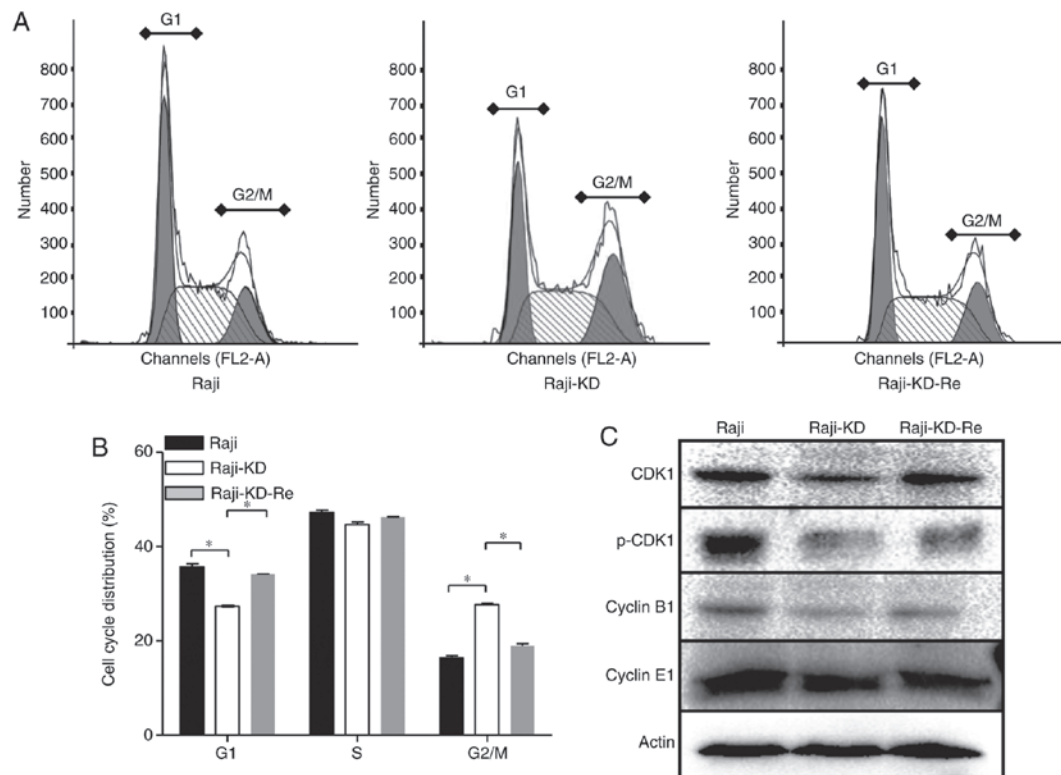 A
G1
800
700
600
500
400
300
200
100
Number
G2/M
Channels (FL2-A)
Raji
G1
800
700
600
500
400
300
200
100
Number
G2/M
Channels (FL2-A)
Raji-KD
G1
800
700
600
500
400
300
200
100
Number
G2/M
Channels (FL2-A)
Raji-KD-Re
B
Raji
Raji-KD
Raji-KD-Re
60
40
20
0
Cell cycle distribution (%)
*
*
*
*
G1
S
G2/M
C
Raji Raji-KD Raji-KD-Re
CDK1
p-CDK1
Cyclin B1
Cyclin E1
Actin